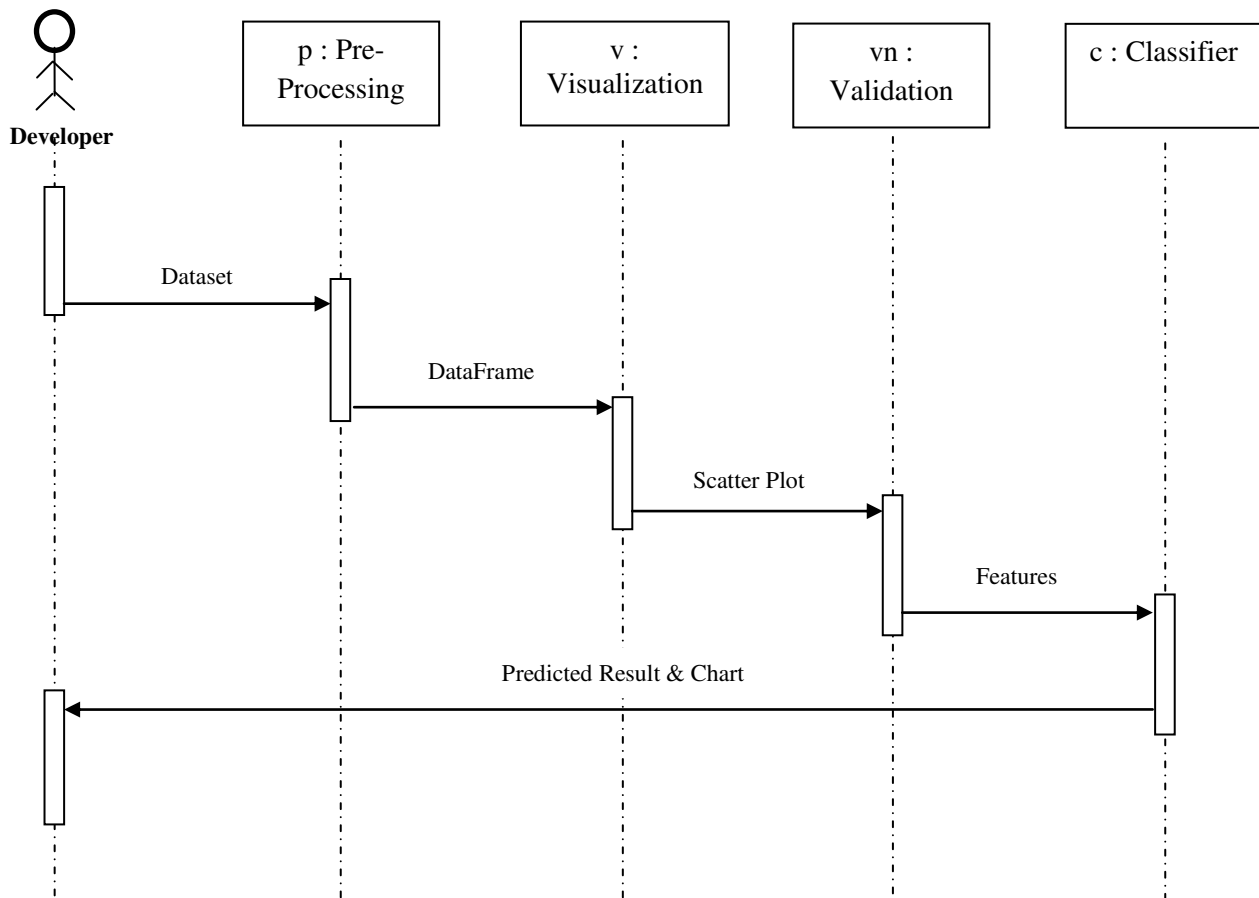 p : Pre-
Processing
v :
Visualization
vn :
Validation
c : Classifier
Developer
Dataset
DataFrame
Scatter Plot
Features
Predicted Result & Chart